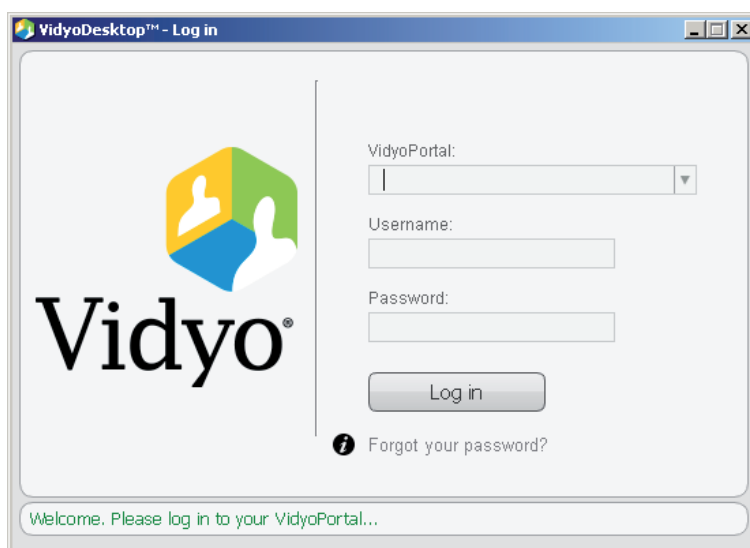 VidyoDesktop™ - Log in
VidyoPortal:
Username:
Password:
Log in
Forgot your password?
Vidyo®
Welcome. Please log in to your VidyoPortal...